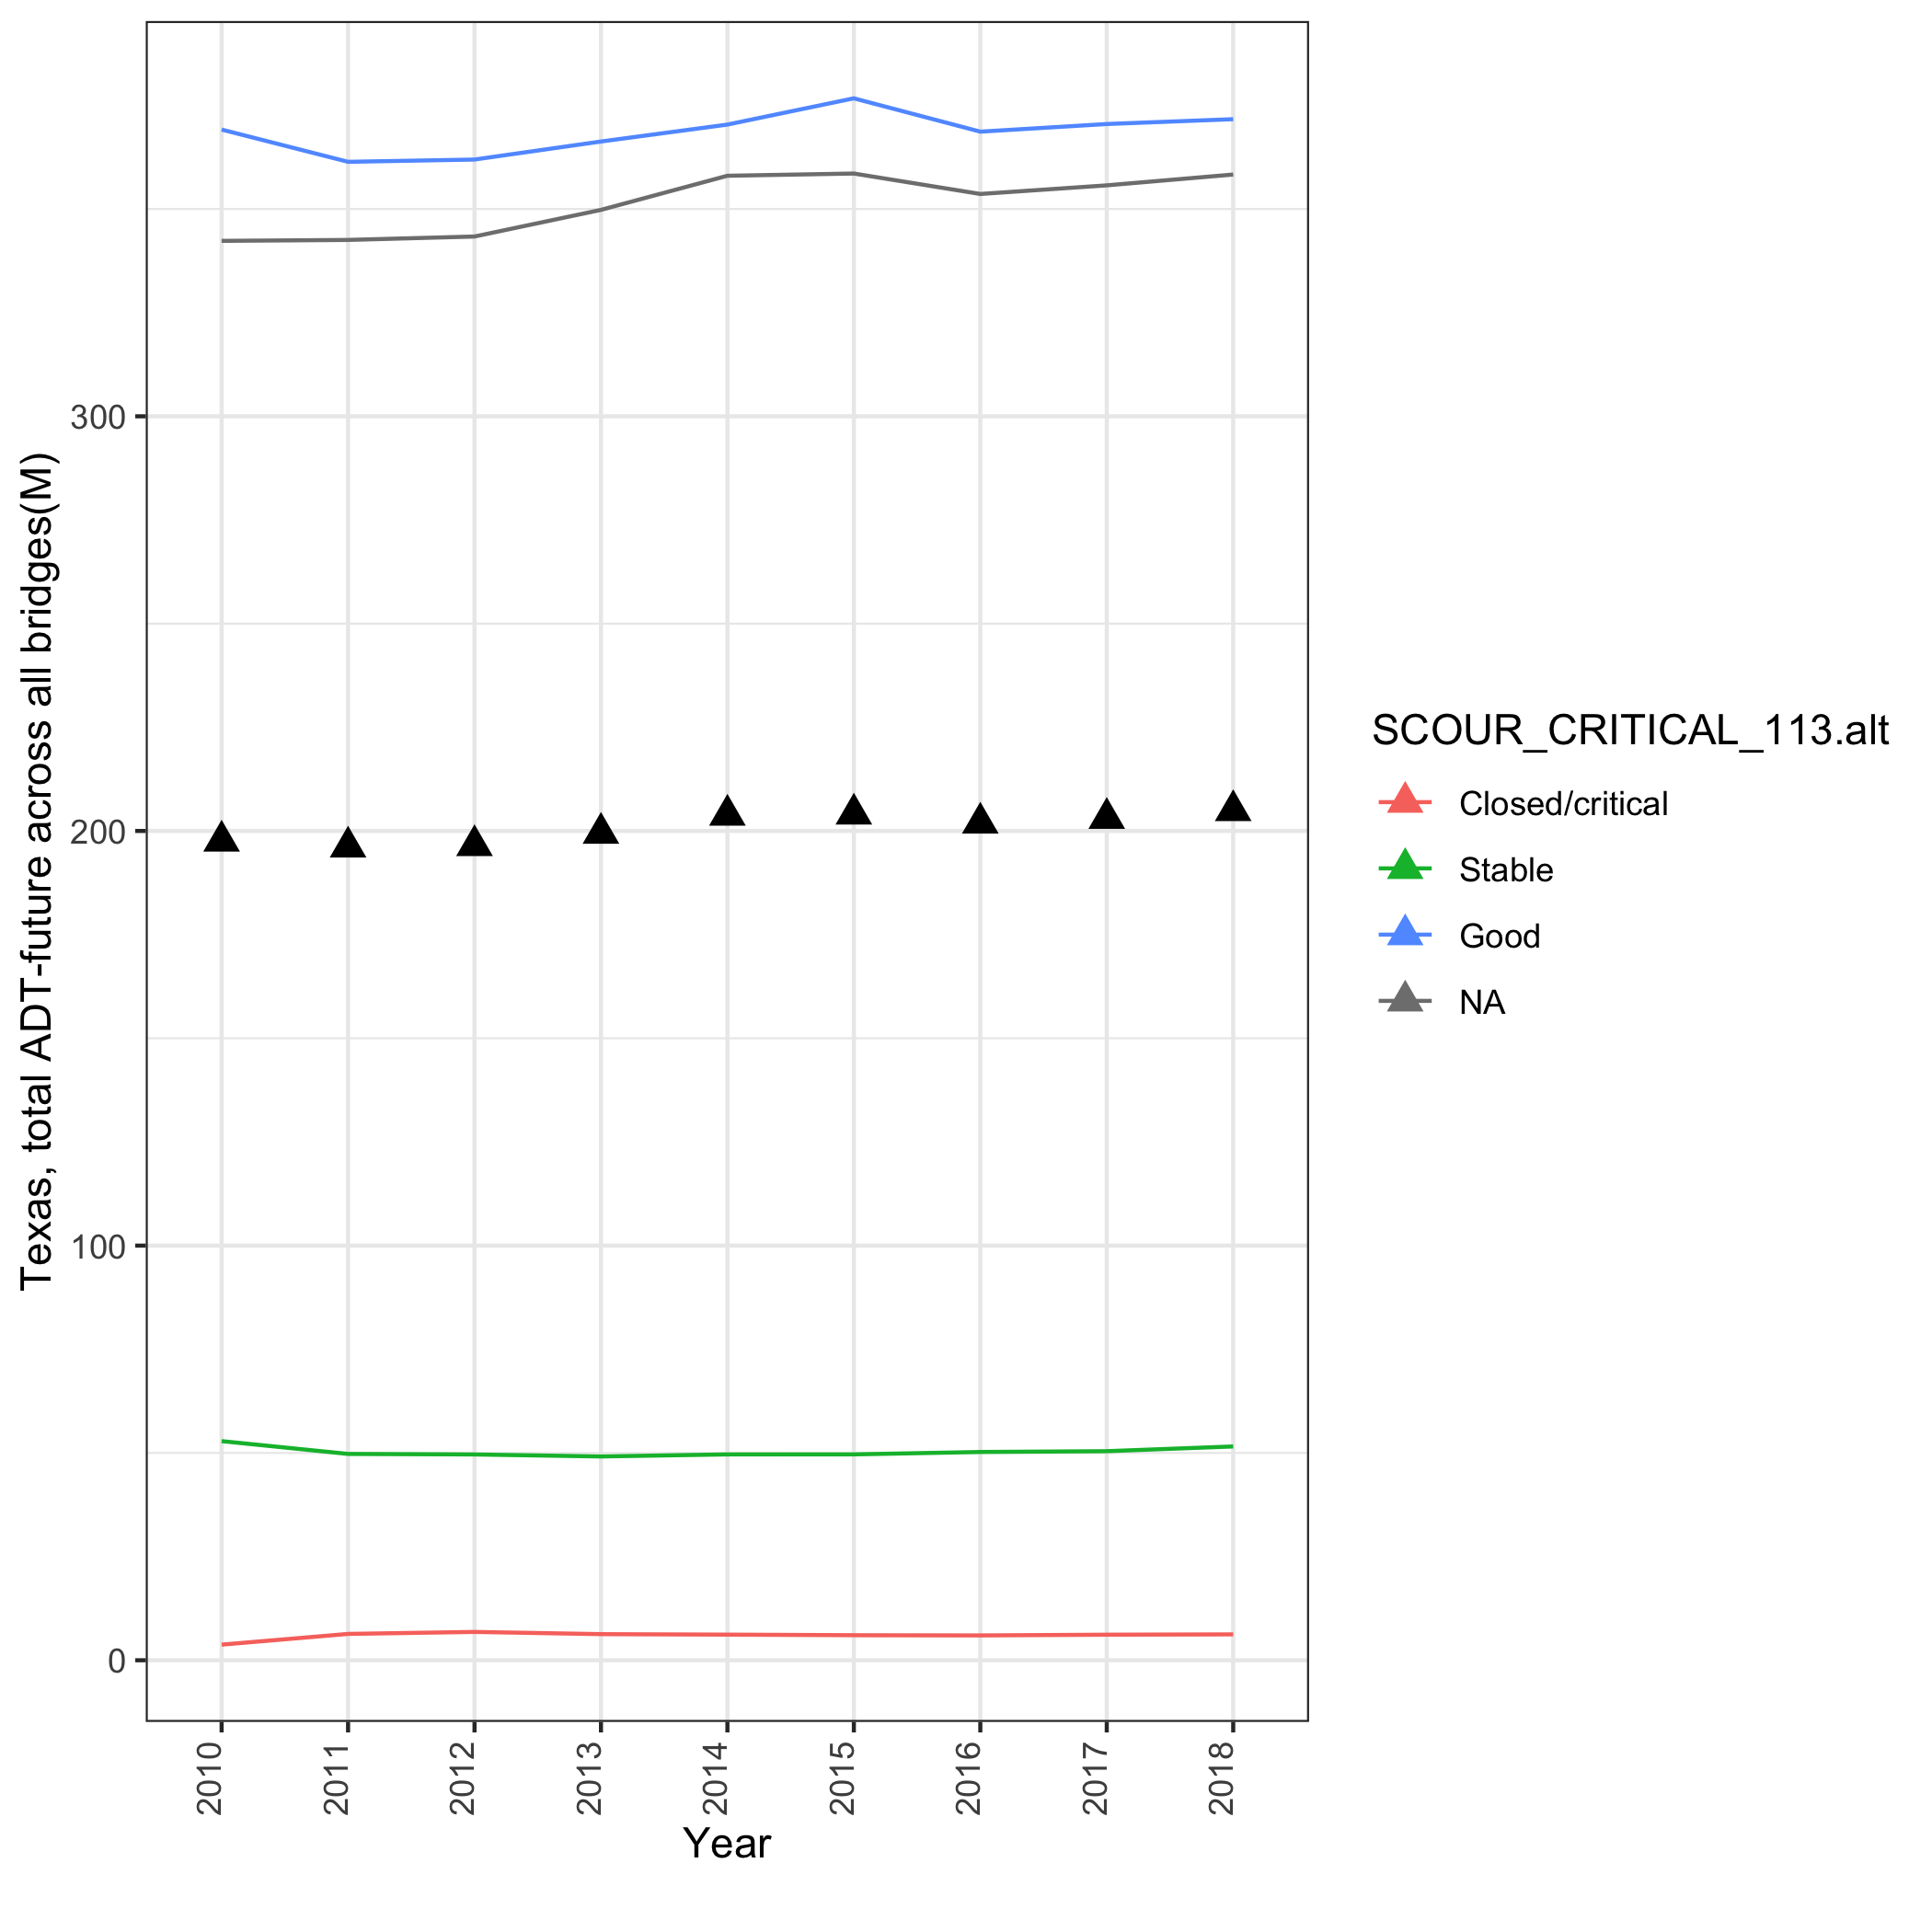 Texas, total ADT-future across all bridges(M)
300
200
100
0
2010
2011
2012
2013
2014
2015
2016
2017
2018
Year
SCOUR_CRITICAL_113.alt
Closed/critical
Stable
Good
NA